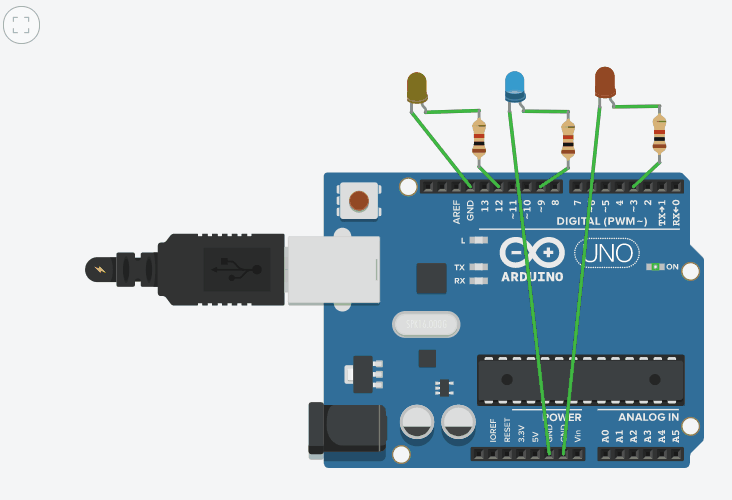 AREF
GND
13
12
~11
~10
~9
8
7
~6
~5
4
~3
2
TX→1
RX←0
DIGITAL (PWM~)
L
TX
RX
ARDUINO
UNO
ON
POWER
ANALOG IN
IOREF
RESET
3.3V
5V
GND
GND
Vin
A0
A1
A2
A3
A4
A5